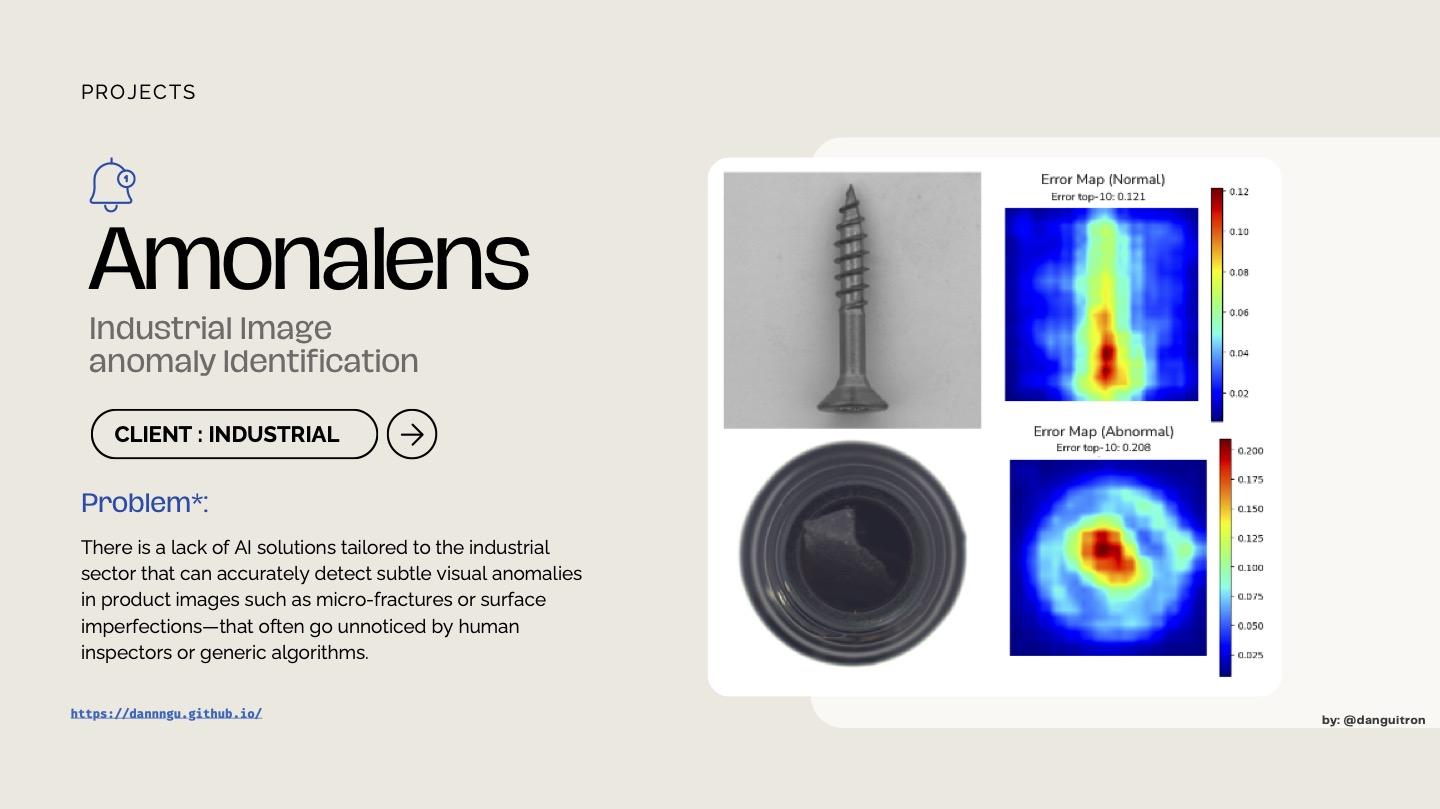 PROJECTS
1
Amonalens
Industrial Image
anomaly Identification
CLIENT : INDUSTRIAL
Problem*:
There is a lack of AI solutions tailored to the industrial
sector that can accurately detect subtle visual anomalies
in product images such as micro-fractures or surface
imperfections—that often go unnoticed by human
inspectors or generic algorithms.
https://dannngu.github.io/
Error Map (Normal)
Error top-10: 0.121
0.12
0.10
0.08
0.06
0.04
0.02
Error Map (Abnormal)
Error top-10: 0.208
0.200
0.175
0.150
0.125
0.100
0.075
0.050
0.025
by: @danguitron